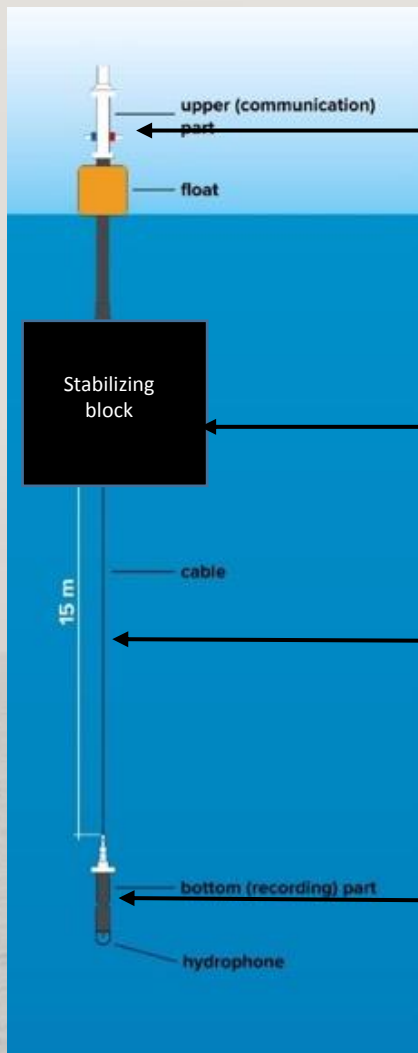 upper (communication)
part
float
Stabilizing
block
cable
15 m
bottom (recording) part
hydrophone